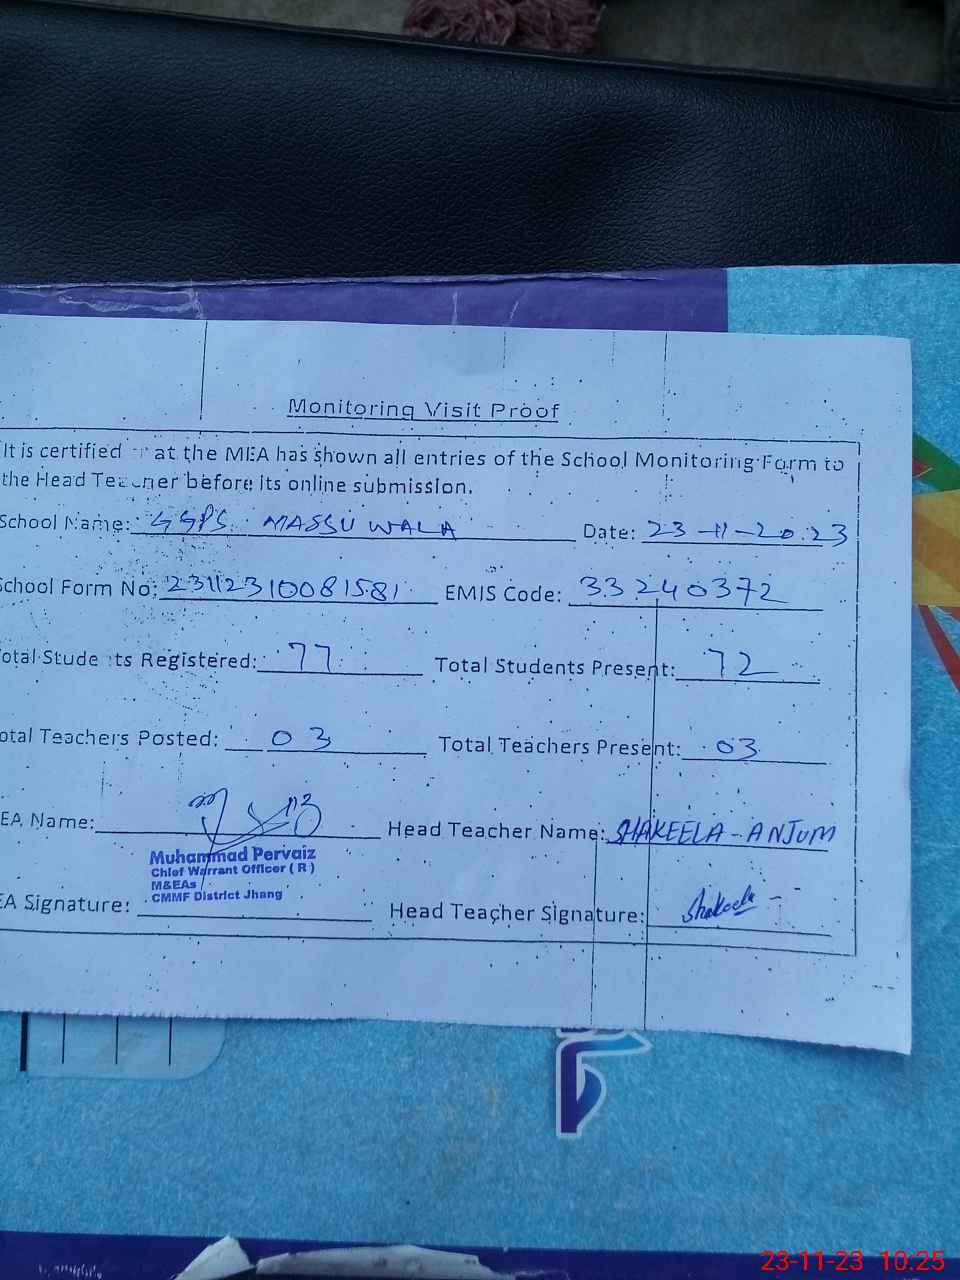 Monitoring Visit Proof
It is certified at the MEA has shown all entries of the School Monitoring Form to
the Head Teacher before its online submission.
School Name: GGPS MASSU WALA Date: 23-11-2023
School Form No: 23112310081581 EMIS Code: 33240372
Total Students Registered: 77 Total Students Present: 72
Total Teachers Posted: 03 Total Teachers Present: 03
EA Name: Head Teacher Name: SHAKEELA-ANJUM
Muhammad Pervaiz
Chief Warrant Officer ( R )
M&EAs
CMMF District Jhang
EA Signature: Head Teacher Signature: Shakeela
23-11-23 10:25